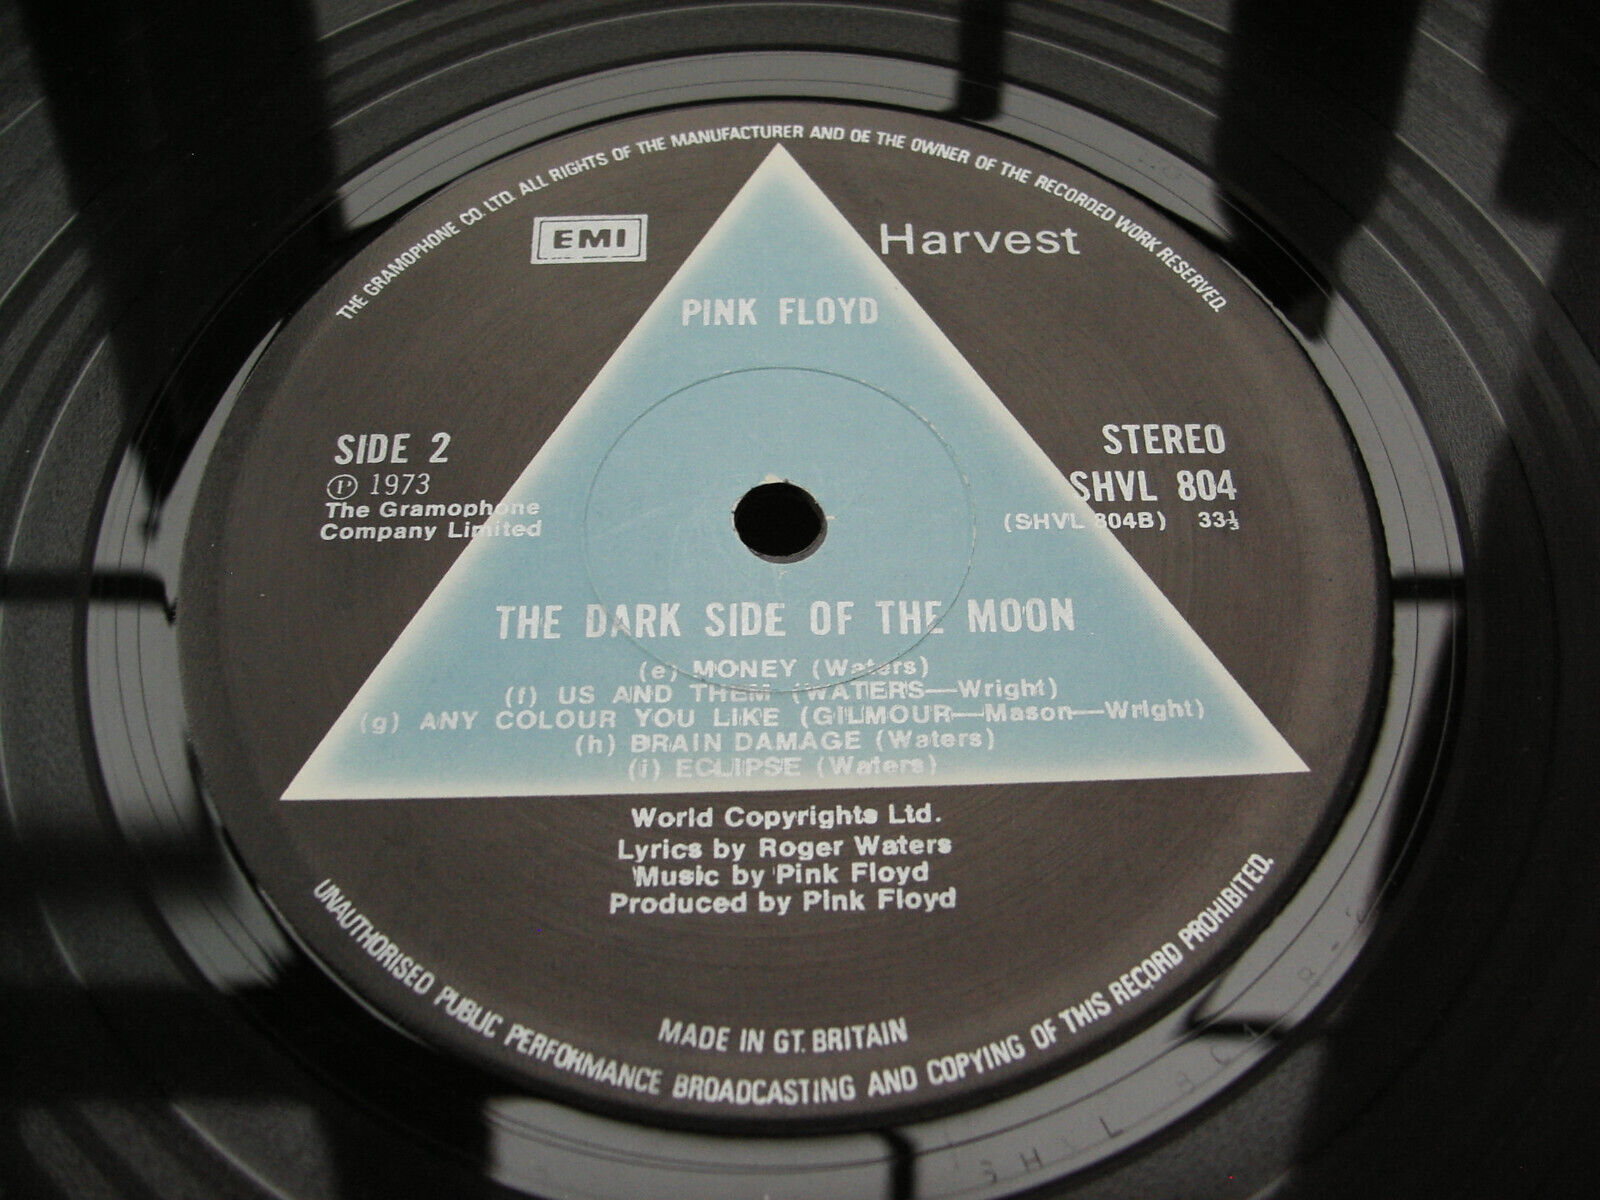 THE GRAMOPHONE CO. LTD. ALL RIGHTS OF THE MANUFACTURER AND OE THE OWNER OF THE RECORDED WORK RESERVED.
EMI
Harvest
PINK FLOYD
SIDE 2
STEREO
℗ 1973
SHVL 804
The Gramophone
Company Limited
(SHVL 804B) 33⅓
THE DARK SIDE OF THE MOON
(e) MONEY (Waters)
(f) US AND THEM (WATERS—Wright)
(g) ANY COLOUR YOU LIKE (GILMOUR—Mason—Wright)
(h) BRAIN DAMAGE (Waters)
(i) ECLIPSE (Waters)
World Copyrights Ltd.
Lyrics by Roger Waters
Music by Pink Floyd
Produced by Pink Floyd
MADE IN GT. BRITAIN
UNAUTHORISED PUBLIC PERFORMANCE BROADCASTING AND COPYING OF THIS RECORD PROHIBITED.